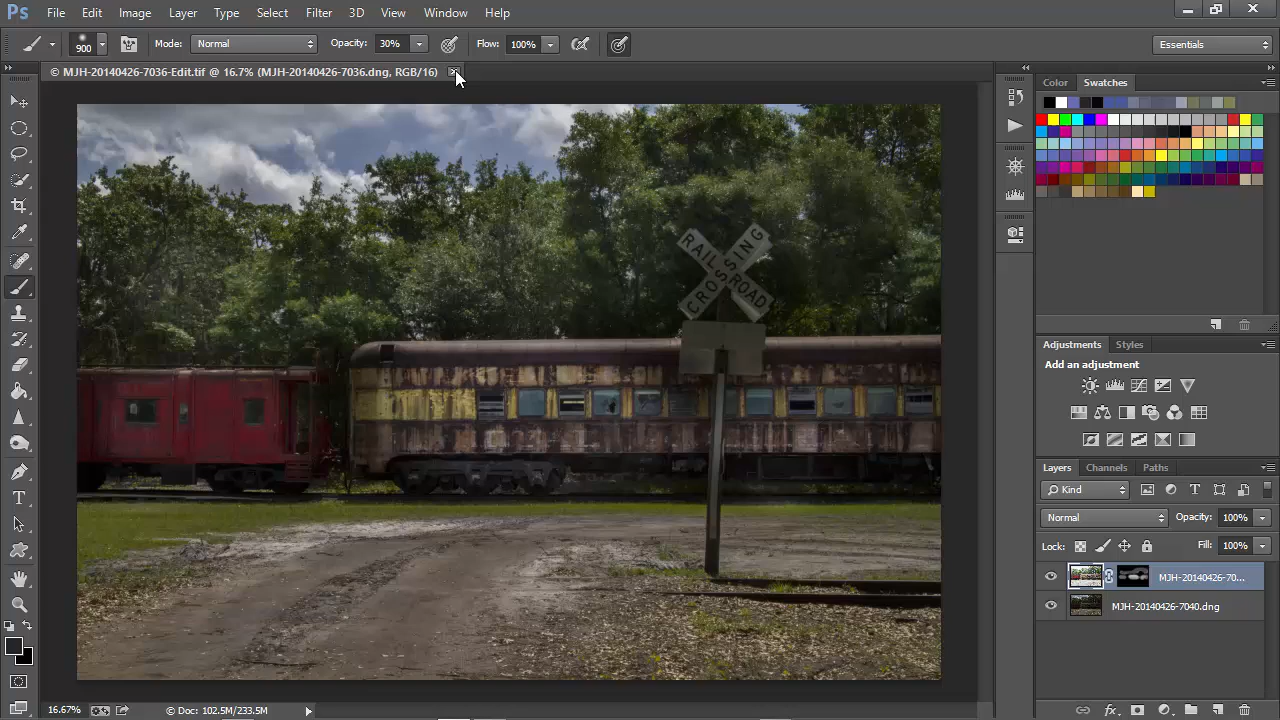 Ps File Edit Image Layer Type Select Filter 3D View Window Help
900 Mode: Normal Opacity: 30% Flow: 100% Essentials
© MJH-20140426-7036-Edit.tif @ 16.7% (MJH-20140426-7036.dng, RGB/16)
Color Swatches
RAIL ROAD
CROSSING
Adjustments Styles
Add an adjustment
Layers Channels Paths
Kind
Normal Opacity: 100%
Lock: Fill: 100%
MJH-20140426-70...
MJH-20140426-7040.dng
16.67% © Doc: 102.5M/233.5M
fx